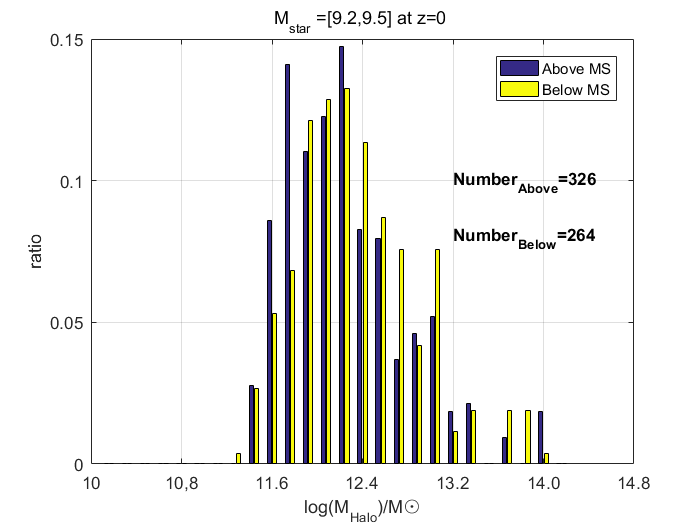 M_star =[9.2,9.5] at z=0
0.15
Above MS
Below MS
0.1
Number_Above=326
Number_Below=264
ratio
0.05
0
10 10,8 11.6 12.4 13.2 14.0 14.8
log(M_Halo)/M☉